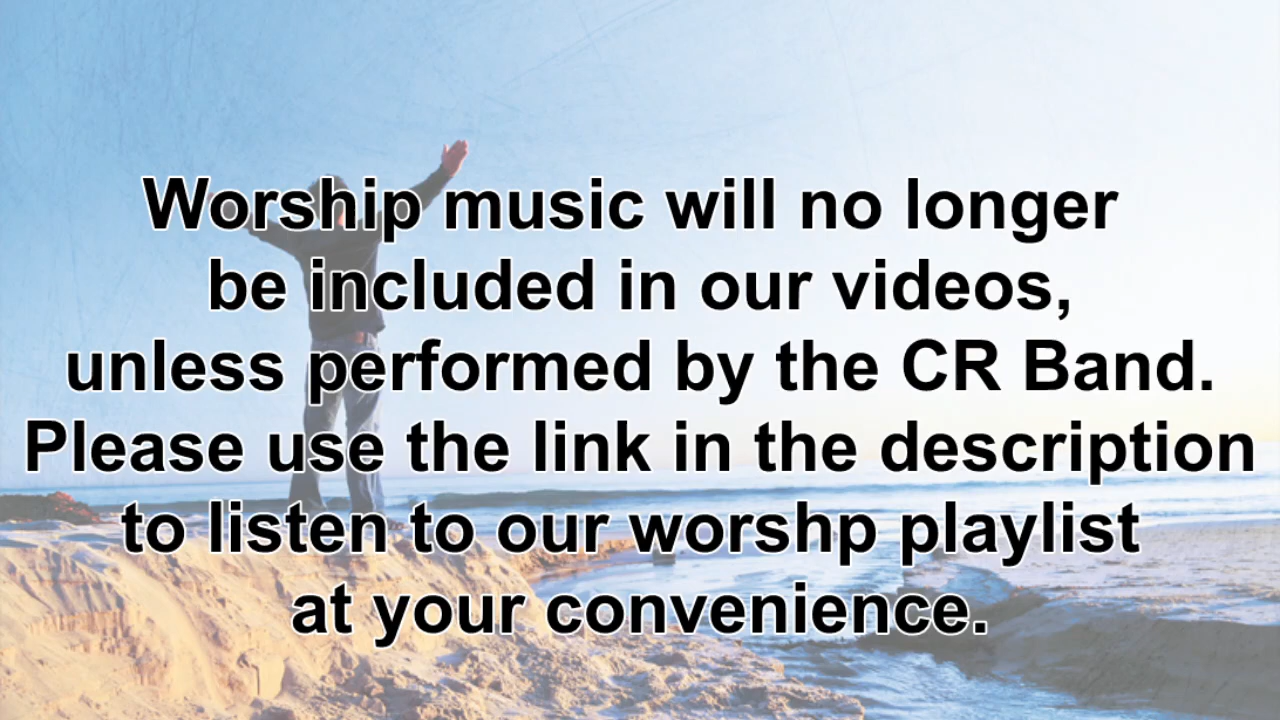 Worship music will no longer
be included in our videos,
unless performed by the CR Band.
Please use the link in the description
to listen to our worshp playlist
at your convenience.